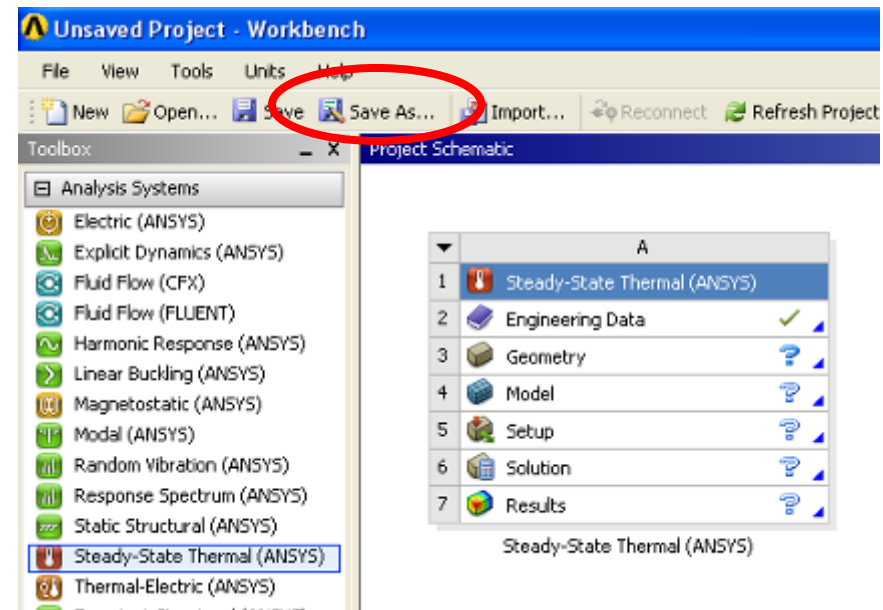 Unsaved Project - Workbench
File View Tools Units Help
New Open... Save Save As... Import... Reconnect Refresh Project
Toolbox
Project Schematic
Analysis Systems
Electric (ANSYS)
Explicit Dynamics (ANSYS)
Fluid Flow (CFX)
Fluid Flow (FLUENT)
Harmonic Response (ANSYS)
Linear Buckling (ANSYS)
Magnetostatic (ANSYS)
Modal (ANSYS)
Random Vibration (ANSYS)
Response Spectrum (ANSYS)
Static Structural (ANSYS)
Steady-State Thermal (ANSYS)
Thermal-Electric (ANSYS)
A
1 Steady-State Thermal (ANSYS)
2 Engineering Data
3 Geometry
4 Model
5 Setup
6 Solution
7 Results
Steady-State Thermal (ANSYS)